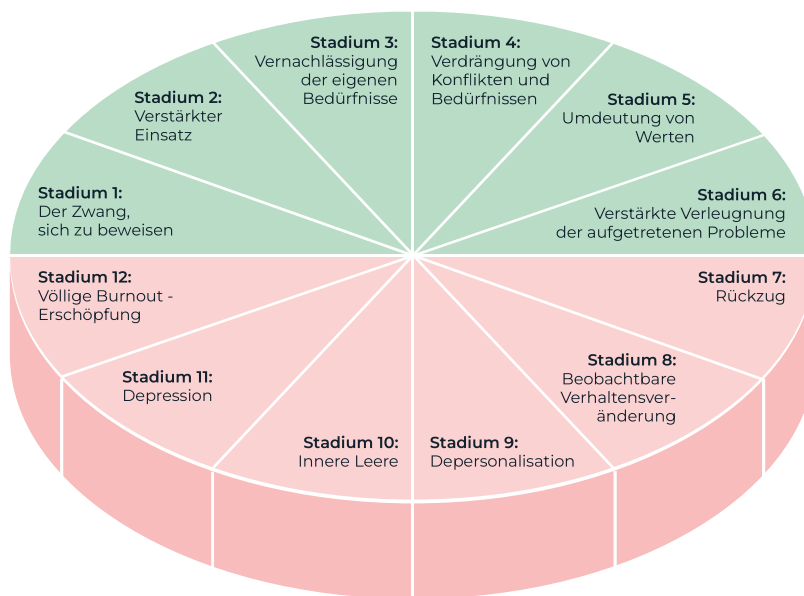 Stadium 1:
Der Zwang,
sich zu beweisen
Stadium 2:
Verstärkter
Einsatz
Stadium 3:
Vernachlässigung
der eigenen
Bedürfnisse
Stadium 4:
Verdrängung von
Konflikten und
Bedürfnissen
Stadium 5:
Umdeutung von
Werten
Stadium 6:
Verstärkte Verleugnung
der aufgetretenen Probleme
Stadium 7:
Rückzug
Stadium 8:
Beobachtbare
Verhaltensver-
änderung
Stadium 9:
Depersonalisation
Stadium 10:
Innere Leere
Stadium 11:
Depression
Stadium 12:
Völlige Burnout -
Erschöpfung